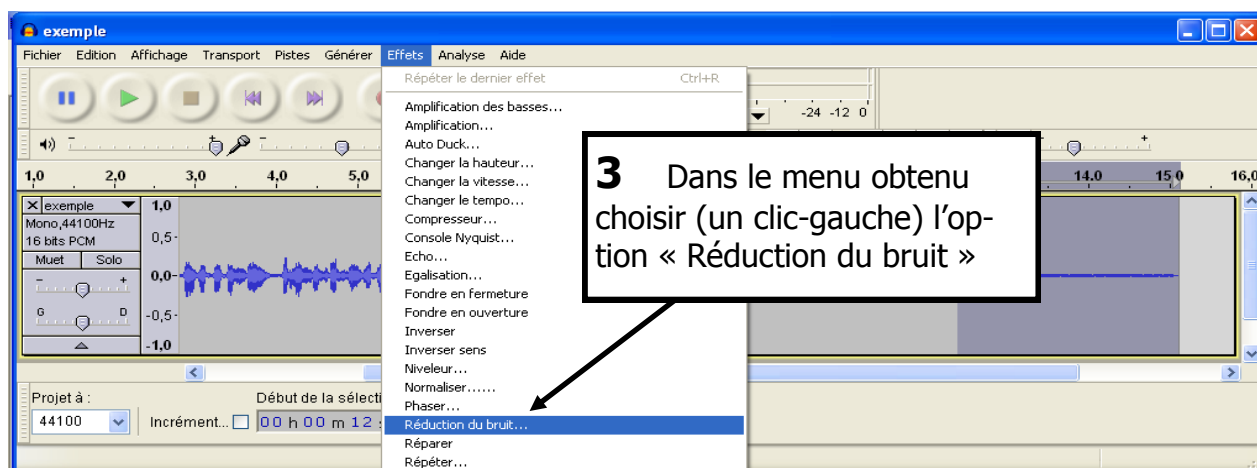 exemple
Fichier Edition Affichage Transport Pistes Générer Effets Analyse Aide
Répéter le dernier effet Ctrl+R
Amplification des basses...
-24 -12 0
Amplification...
Auto Duck...
Changer la hauteur...
Changer la vitesse...
Changer le tempo...
Compresseur...
Console Nyquist...
Echo...
Egalisation...
Fondre en fermeture
Fondre en ouverture
Inverser
Inverser sens
Niveleur...
Normaliser......
Phaser...
Réduction du bruit...
Réparer
Répéter...
3 Dans le menu obtenu
choisir (un clic-gauche) l'op-
tion « Réduction du bruit »
1,0 2,0 3,0 4,0 5,0 14,0 15,0 16,0
exemple
Mono,44100Hz
16 bits PCM
Muet Solo
- +
G D
1,0
0,5-
0,0-
-0,5-
-1,0
Projet à : Début de la sélecti
44100 Incrément... 00 h 00 m 12 s